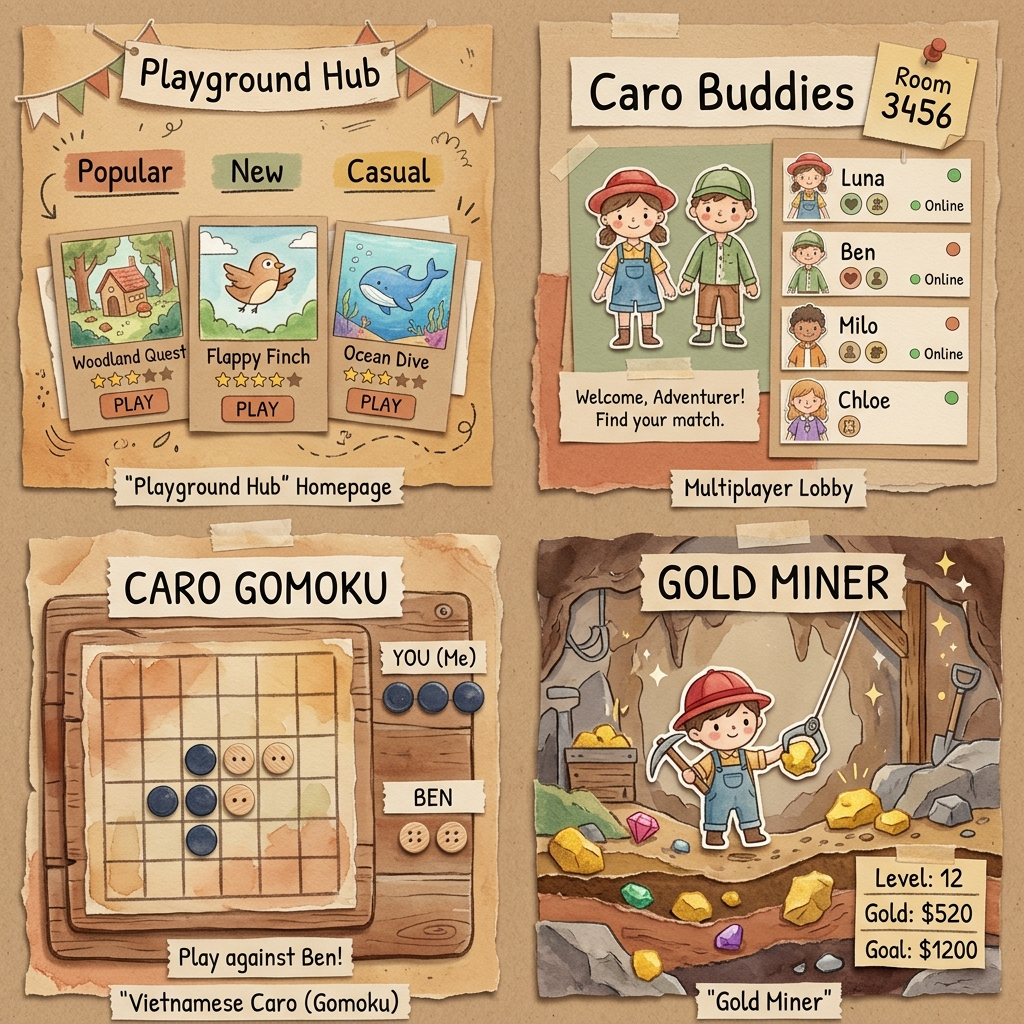 Playground Hub
Popular
New
Casual
Woodland Quest
PLAY
Flappy Finch
PLAY
Ocean Dive
PLAY
"Playground Hub" Homepage
Caro Buddies
Room
3456
Luna
Online
Ben
Online
Milo
Online
Chloe
Welcome, Adventurer!
Find your match.
Multiplayer Lobby
CARO GOMOKU
YOU (Me)
BEN
Play against Ben!
"Vietnamese Caro (Gomoku)
GOLD MINER
Level: 12
Gold: $520
Goal: $1200
"Gold Miner"